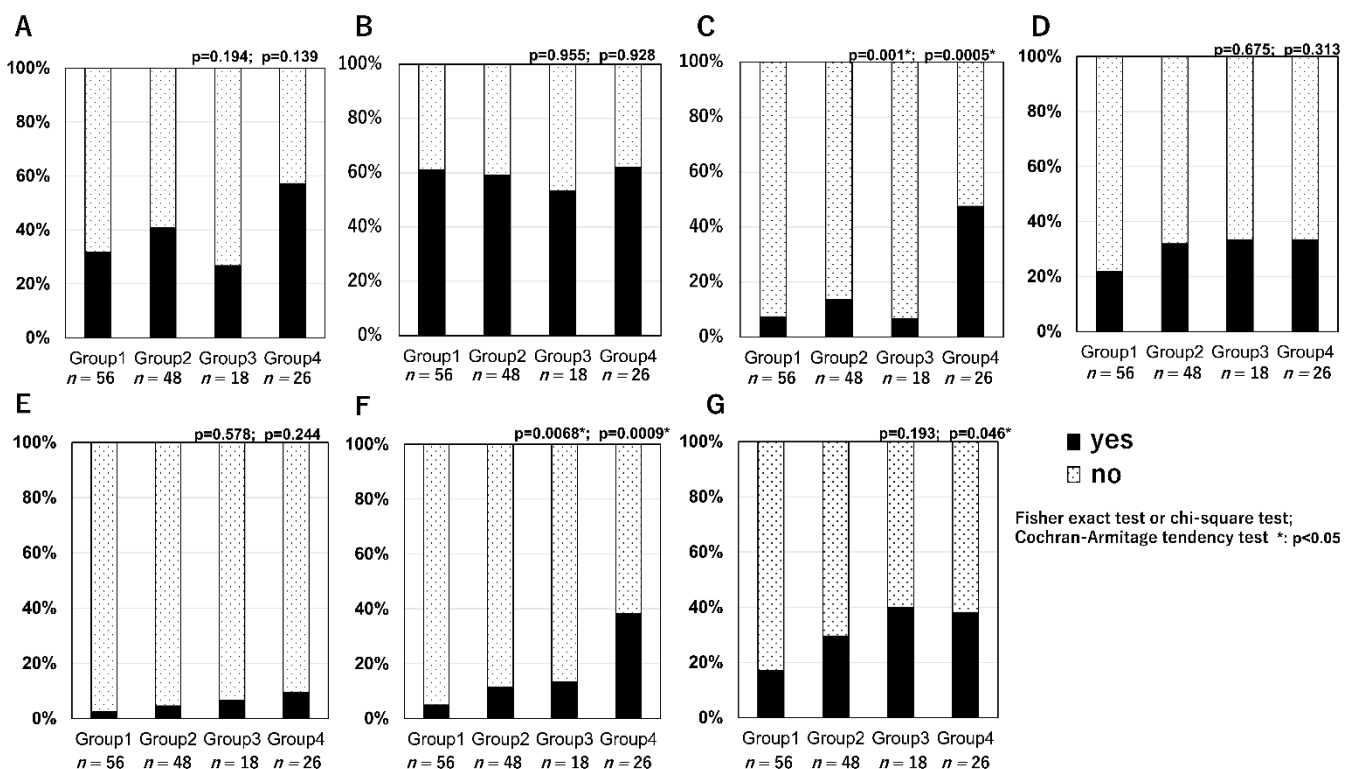 A
p=0.194; p=0.139
100%
80%
60%
40%
20%
0%
Group1 Group2 Group3 Group4
n = 56 n = 48 n = 18 n = 26
B
p=0.955; p=0.928
100%
80%
60%
40%
20%
0%
Group1 Group2 Group3 Group4
n = 56 n = 48 n = 18 n = 26
C
p=0.001*; p=0.0005*
100%
80%
60%
40%
20%
0%
Group1 Group2 Group3 Group4
n = 56 n = 48 n = 18 n = 26
D
p=0.675; p=0.313
100%
80%
60%
40%
20%
0%
Group1 Group2 Group3 Group4
n = 56 n = 48 n = 18 n = 26
E
p=0.578; p=0.244
100%
80%
60%
40%
20%
0%
Group1 Group2 Group3 Group4
n = 56 n = 48 n = 18 n = 26
F
p=0.0068*; p=0.0009*
100%
80%
60%
40%
20%
0%
Group1 Group2 Group3 Group4
n = 56 n = 48 n = 18 n = 26
G
p=0.193; p=0.046*
100%
80%
60%
40%
20%
0%
Group1 Group2 Group3 Group4
n = 56 n = 48 n = 18 n = 26
yes
no
Fisher exact test or chi-square test;
Cochran-Armitage tendency test *: p<0.05